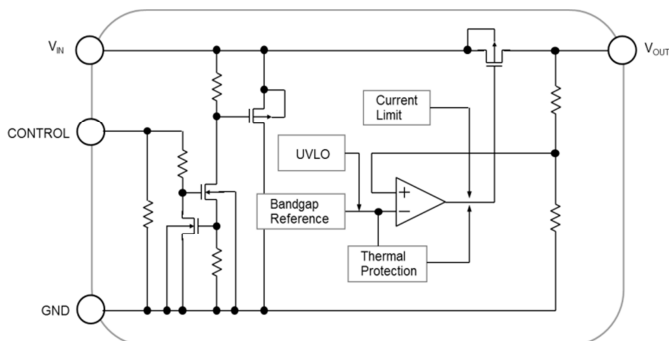 VIN
VOUT
CONTROL
GND
Current
Limit
UVLO
Bandgap
Reference
+
−
Thermal
Protection